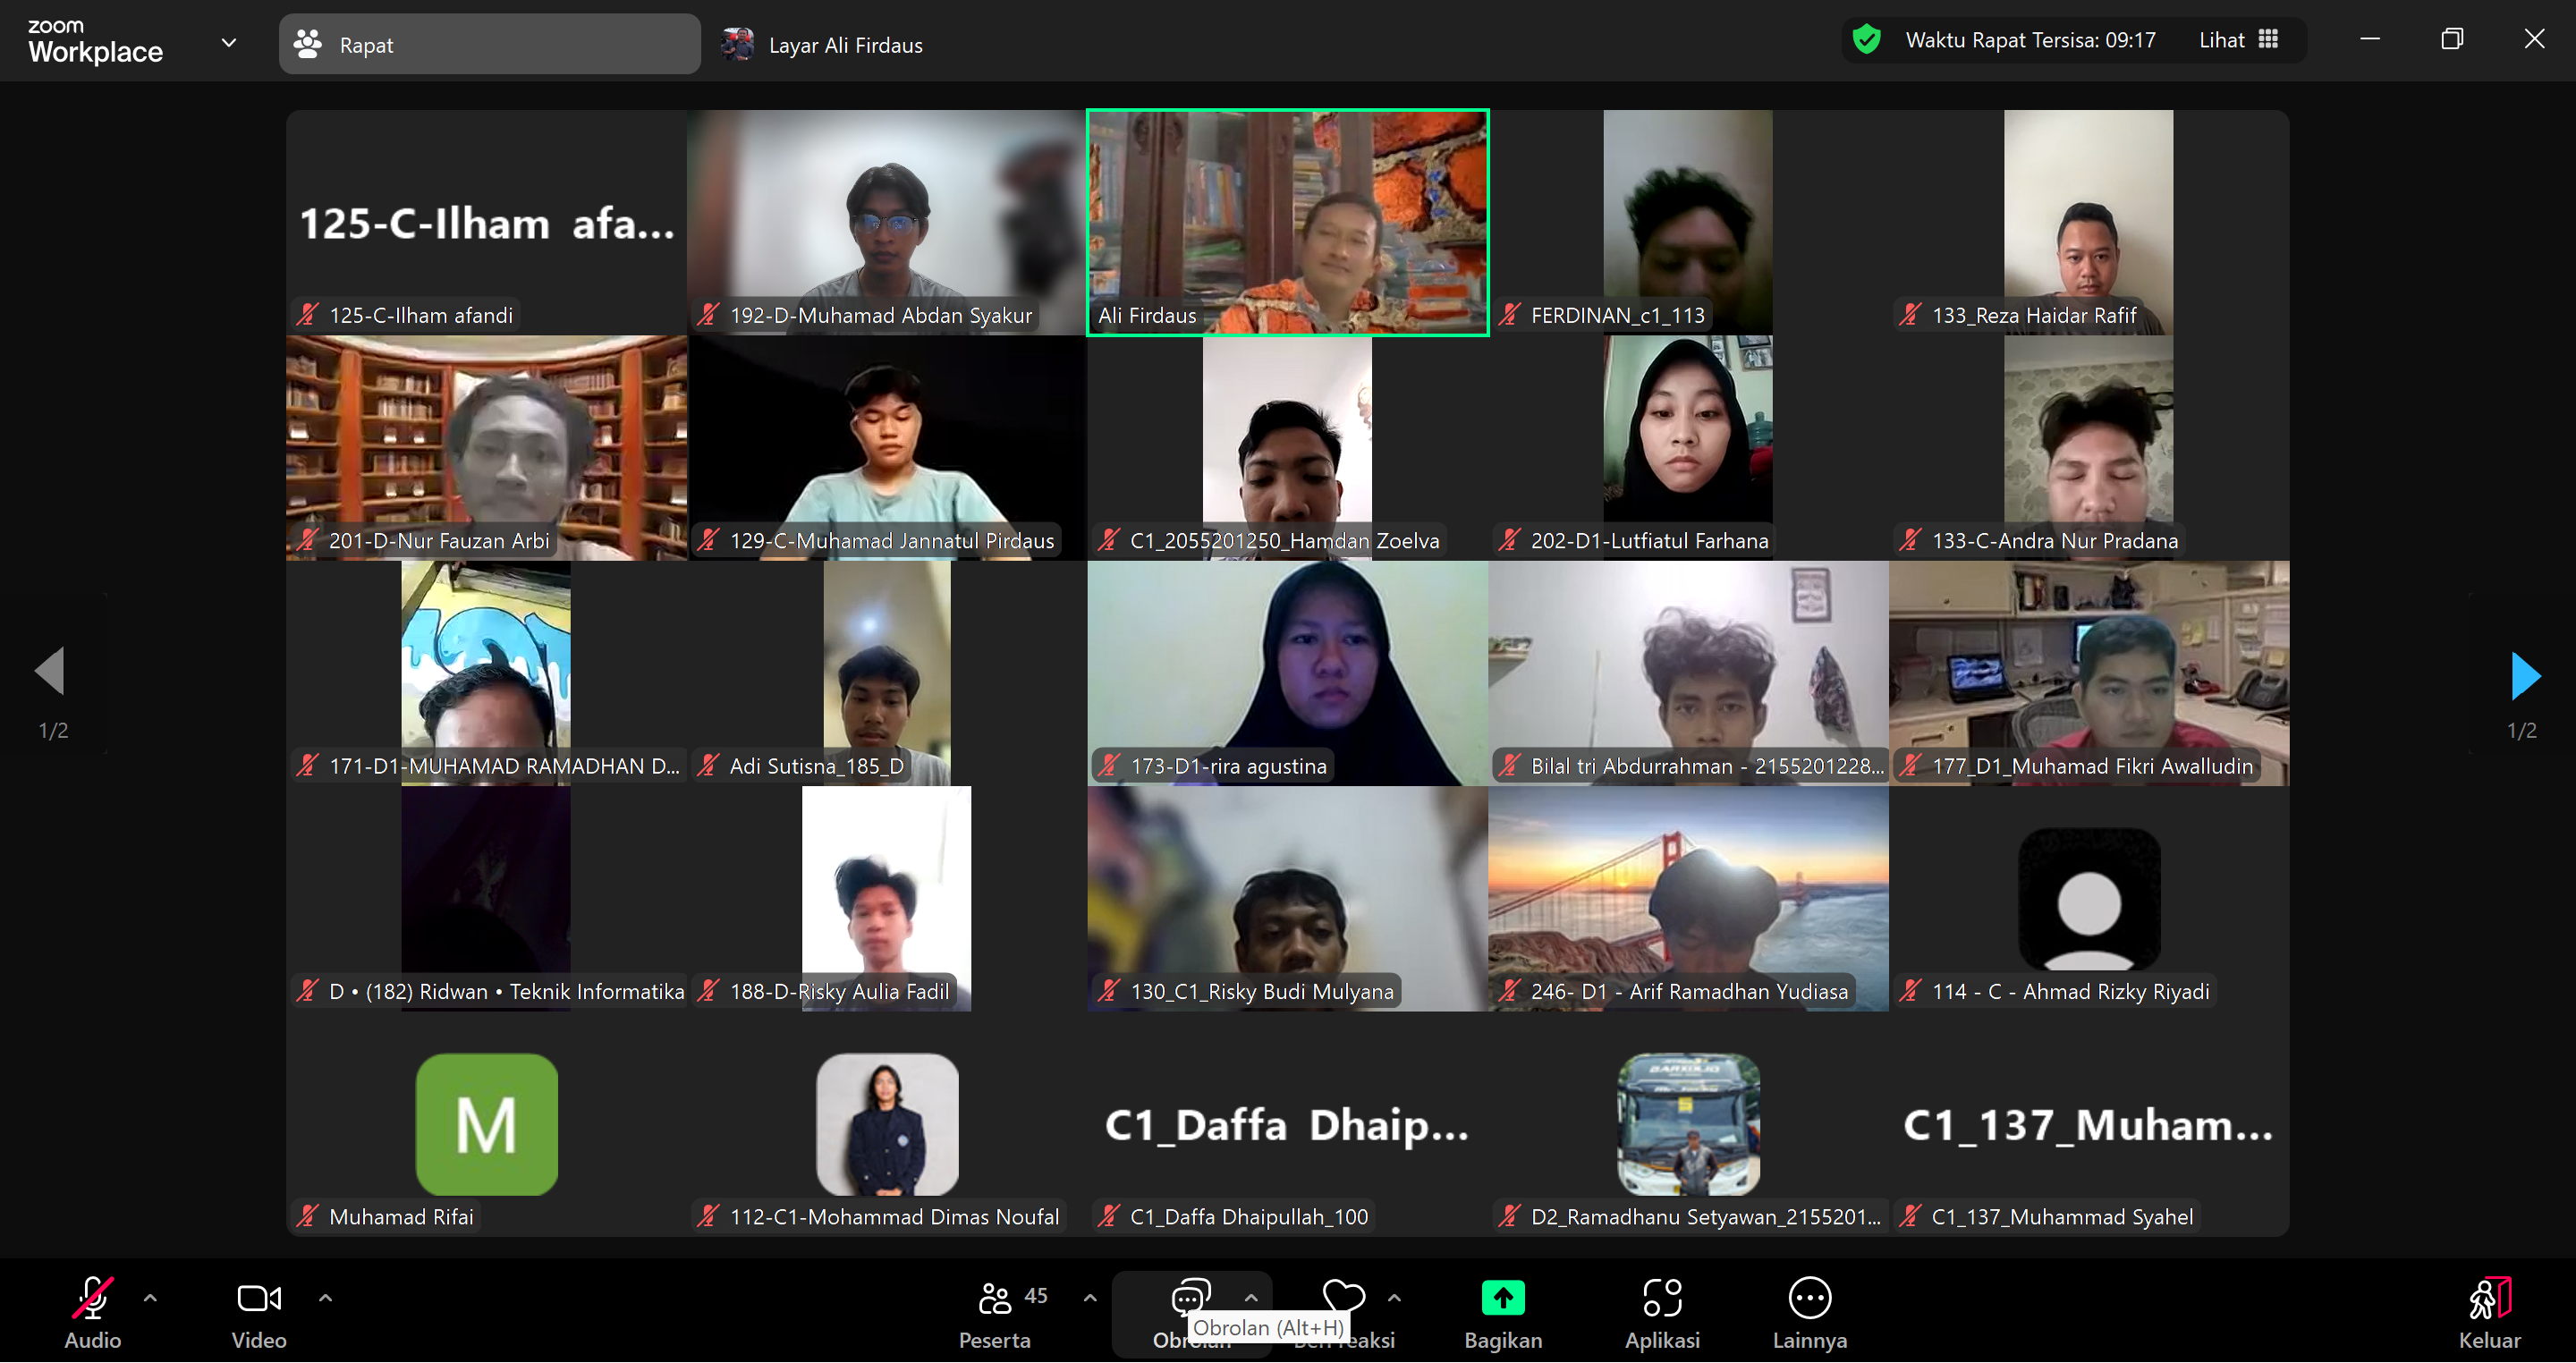 zoom
Workplace
Rapat
Layar Ali Firdaus
Waktu Rapat Tersisa: 09:17
Lihat
125-C-Ilham afa...
125-C-Ilham afandi
192-D-Muhamad Abdan Syakur
Ali Firdaus
FERDINAN_c1_113
133_Reza Haidar Rafif
201-D-Nur Fauzan Arbi
129-C-Muhamad Jannatul Pirdaus
C1_2055201250_Hamdan Zoelva
202-D1-Lutfiatul Farhana
133-C-Andra Nur Pradana
1/2
171-D1-MUHAMAD RAMADHAN D...
Adi Sutisna_185_D
173-D1-rira agustina
Bilal tri Abdurrahman - 2155201228...
177_D1_Muhamad Fikri Awalludin
1/2
D • (182) Ridwan • Teknik Informatika
188-D-Risky Aulia Fadil
130_C1_Risky Budi Mulyana
246- D1 - Arif Ramadhan Yudiasa
114 - C - Ahmad Rizky Riyadi
M
C1_Daffa Dhaip...
C1_137_Muham...
Muhamad Rifai
112-C1-Mohammad Dimas Noufal
C1_Daffa Dhaipullah_100
D2_Ramadhanu Setyawan_2155201...
C1_137_Muhammad Syahel
Audio
Video
45
Peserta
Obrolan (Alt+H)
Bagikan
Aplikasi
Lainnya
Keluar